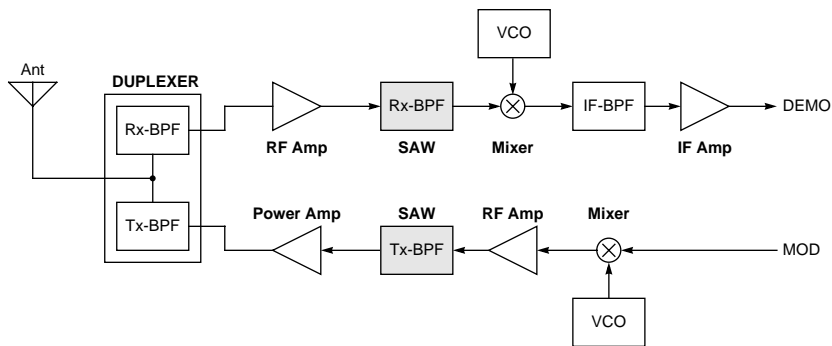 VCO
Ant
DUPLEXER
Rx-BPF
RF Amp
Rx-BPF
SAW
Mixer
IF-BPF
IF Amp
DEMO
Tx-BPF
Power Amp
SAW
Tx-BPF
RF Amp
Mixer
MOD
VCO